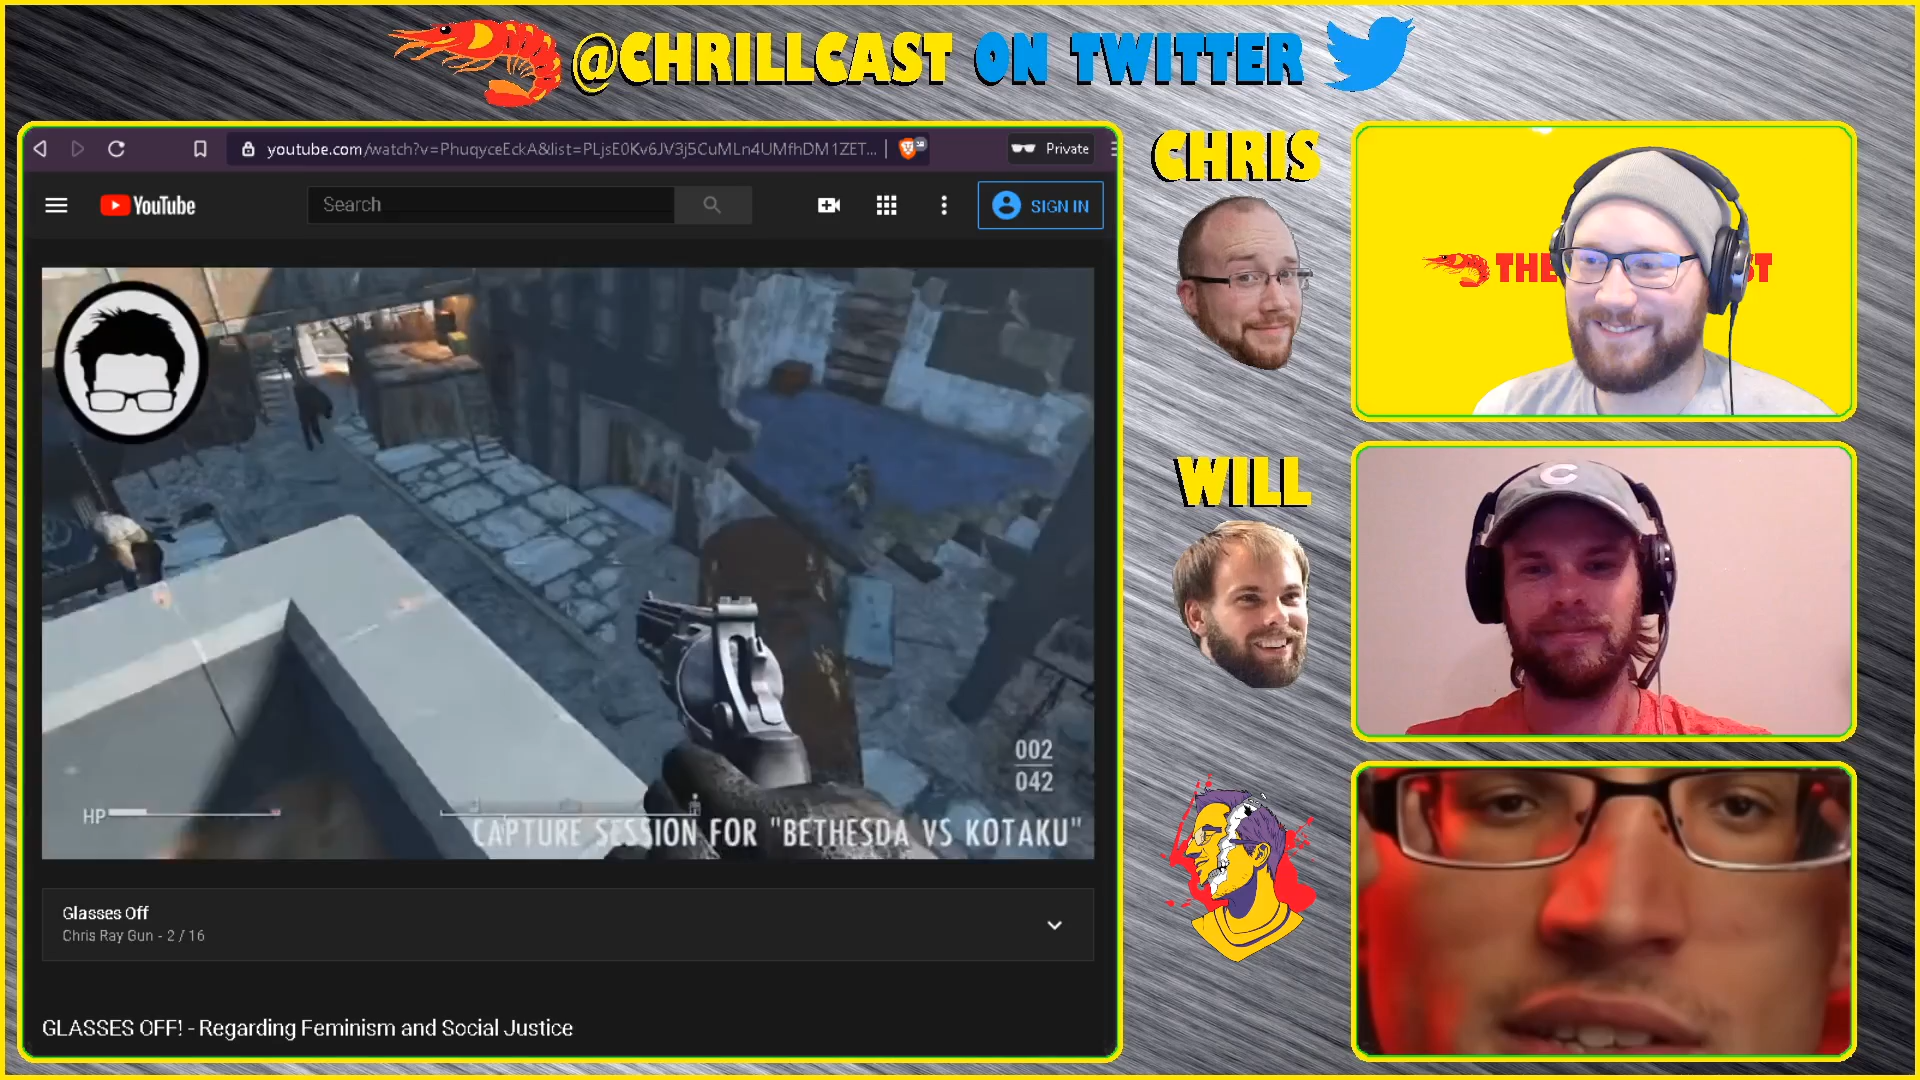 @CHRILLCAST ON TWITTER
youtube.com/watch?v=PhuqyceEckA&list=PLjsE0Kv6JV3j5CuMLn4UMfhDM1ZET...
Private
YouTube
Search
SIGN IN
002
042
HP
CAPTURE SESSION FOR "BETHESDA VS KOTAKU"
Glasses Off
Chris Ray Gun - 2 / 16
GLASSES OFF! - Regarding Feminism and Social Justice
CHRIS
THE
ST
WILL
C